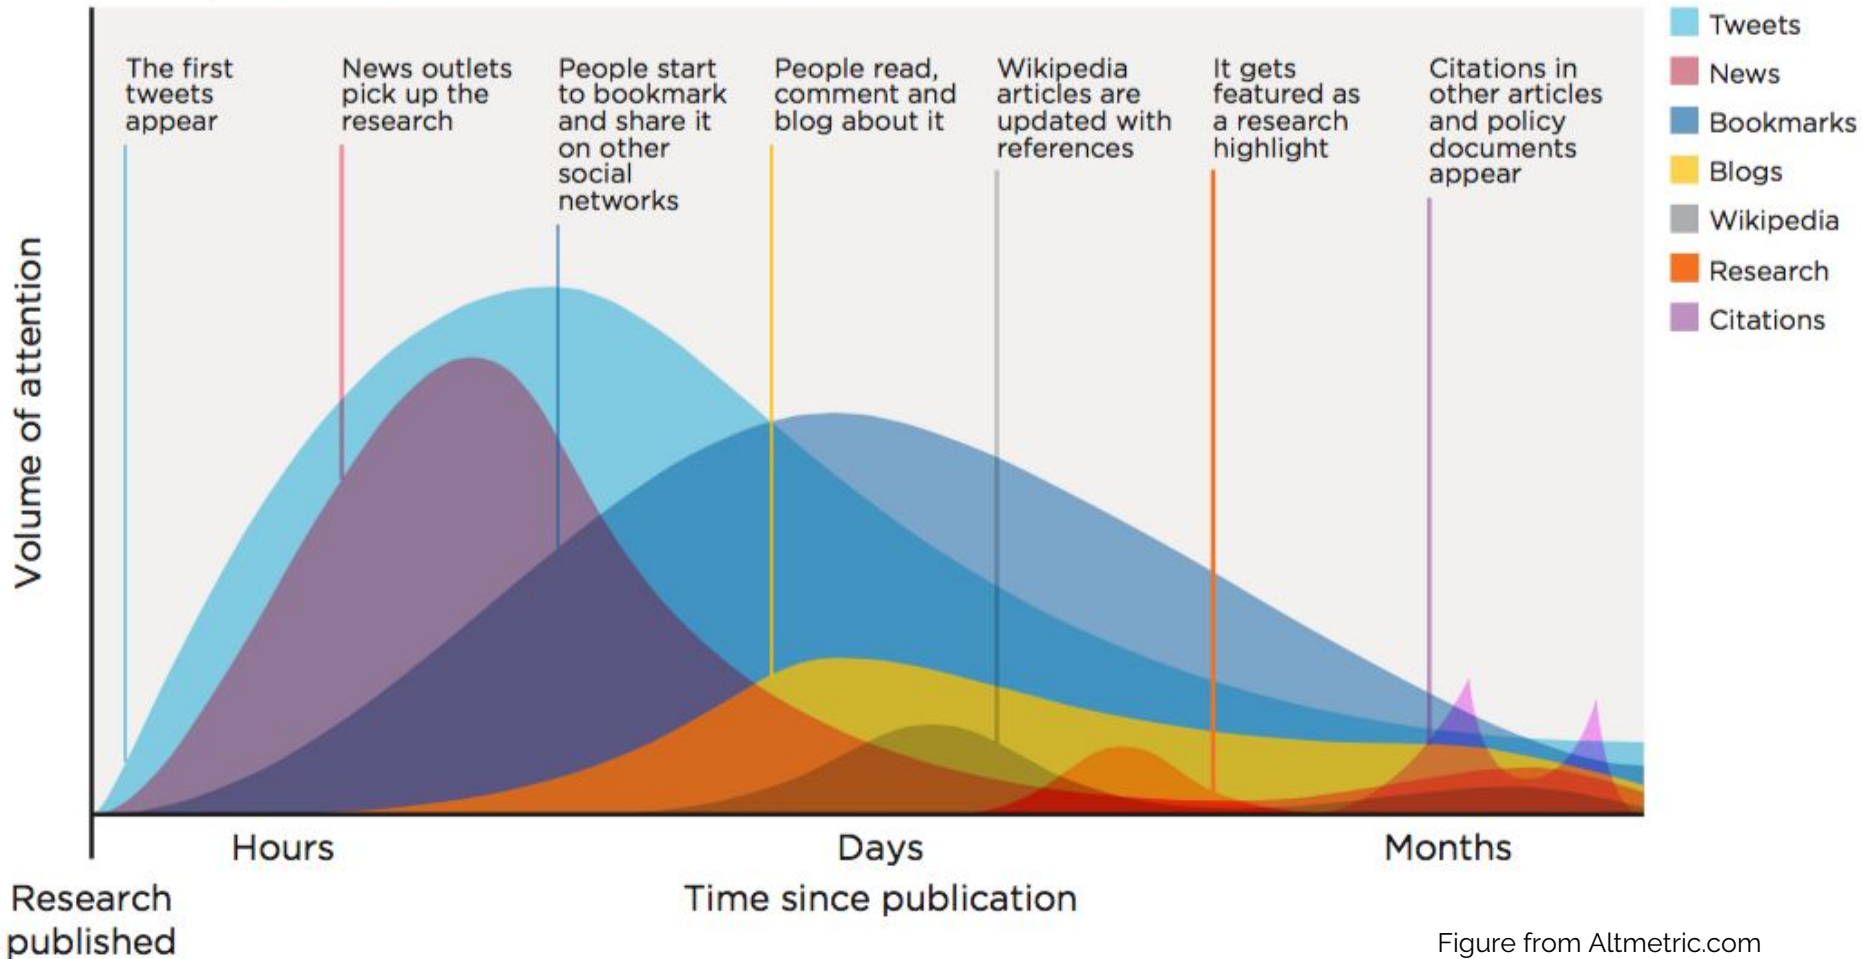 The first
tweets
appear
News outlets
pick up the
research
People start
to bookmark
and share it
on other
social
networks
People read,
comment and
blog about it
Wikipedia
articles are
updated with
references
It gets
featured as
a research
highlight
Citations in
other articles
and policy
documents
appear
Tweets
News
Bookmarks
Blogs
Wikipedia
Research
Citations
Volume of attention
Hours
Days
Months
Research
published
Time since publication
Figure from Altmetric.com